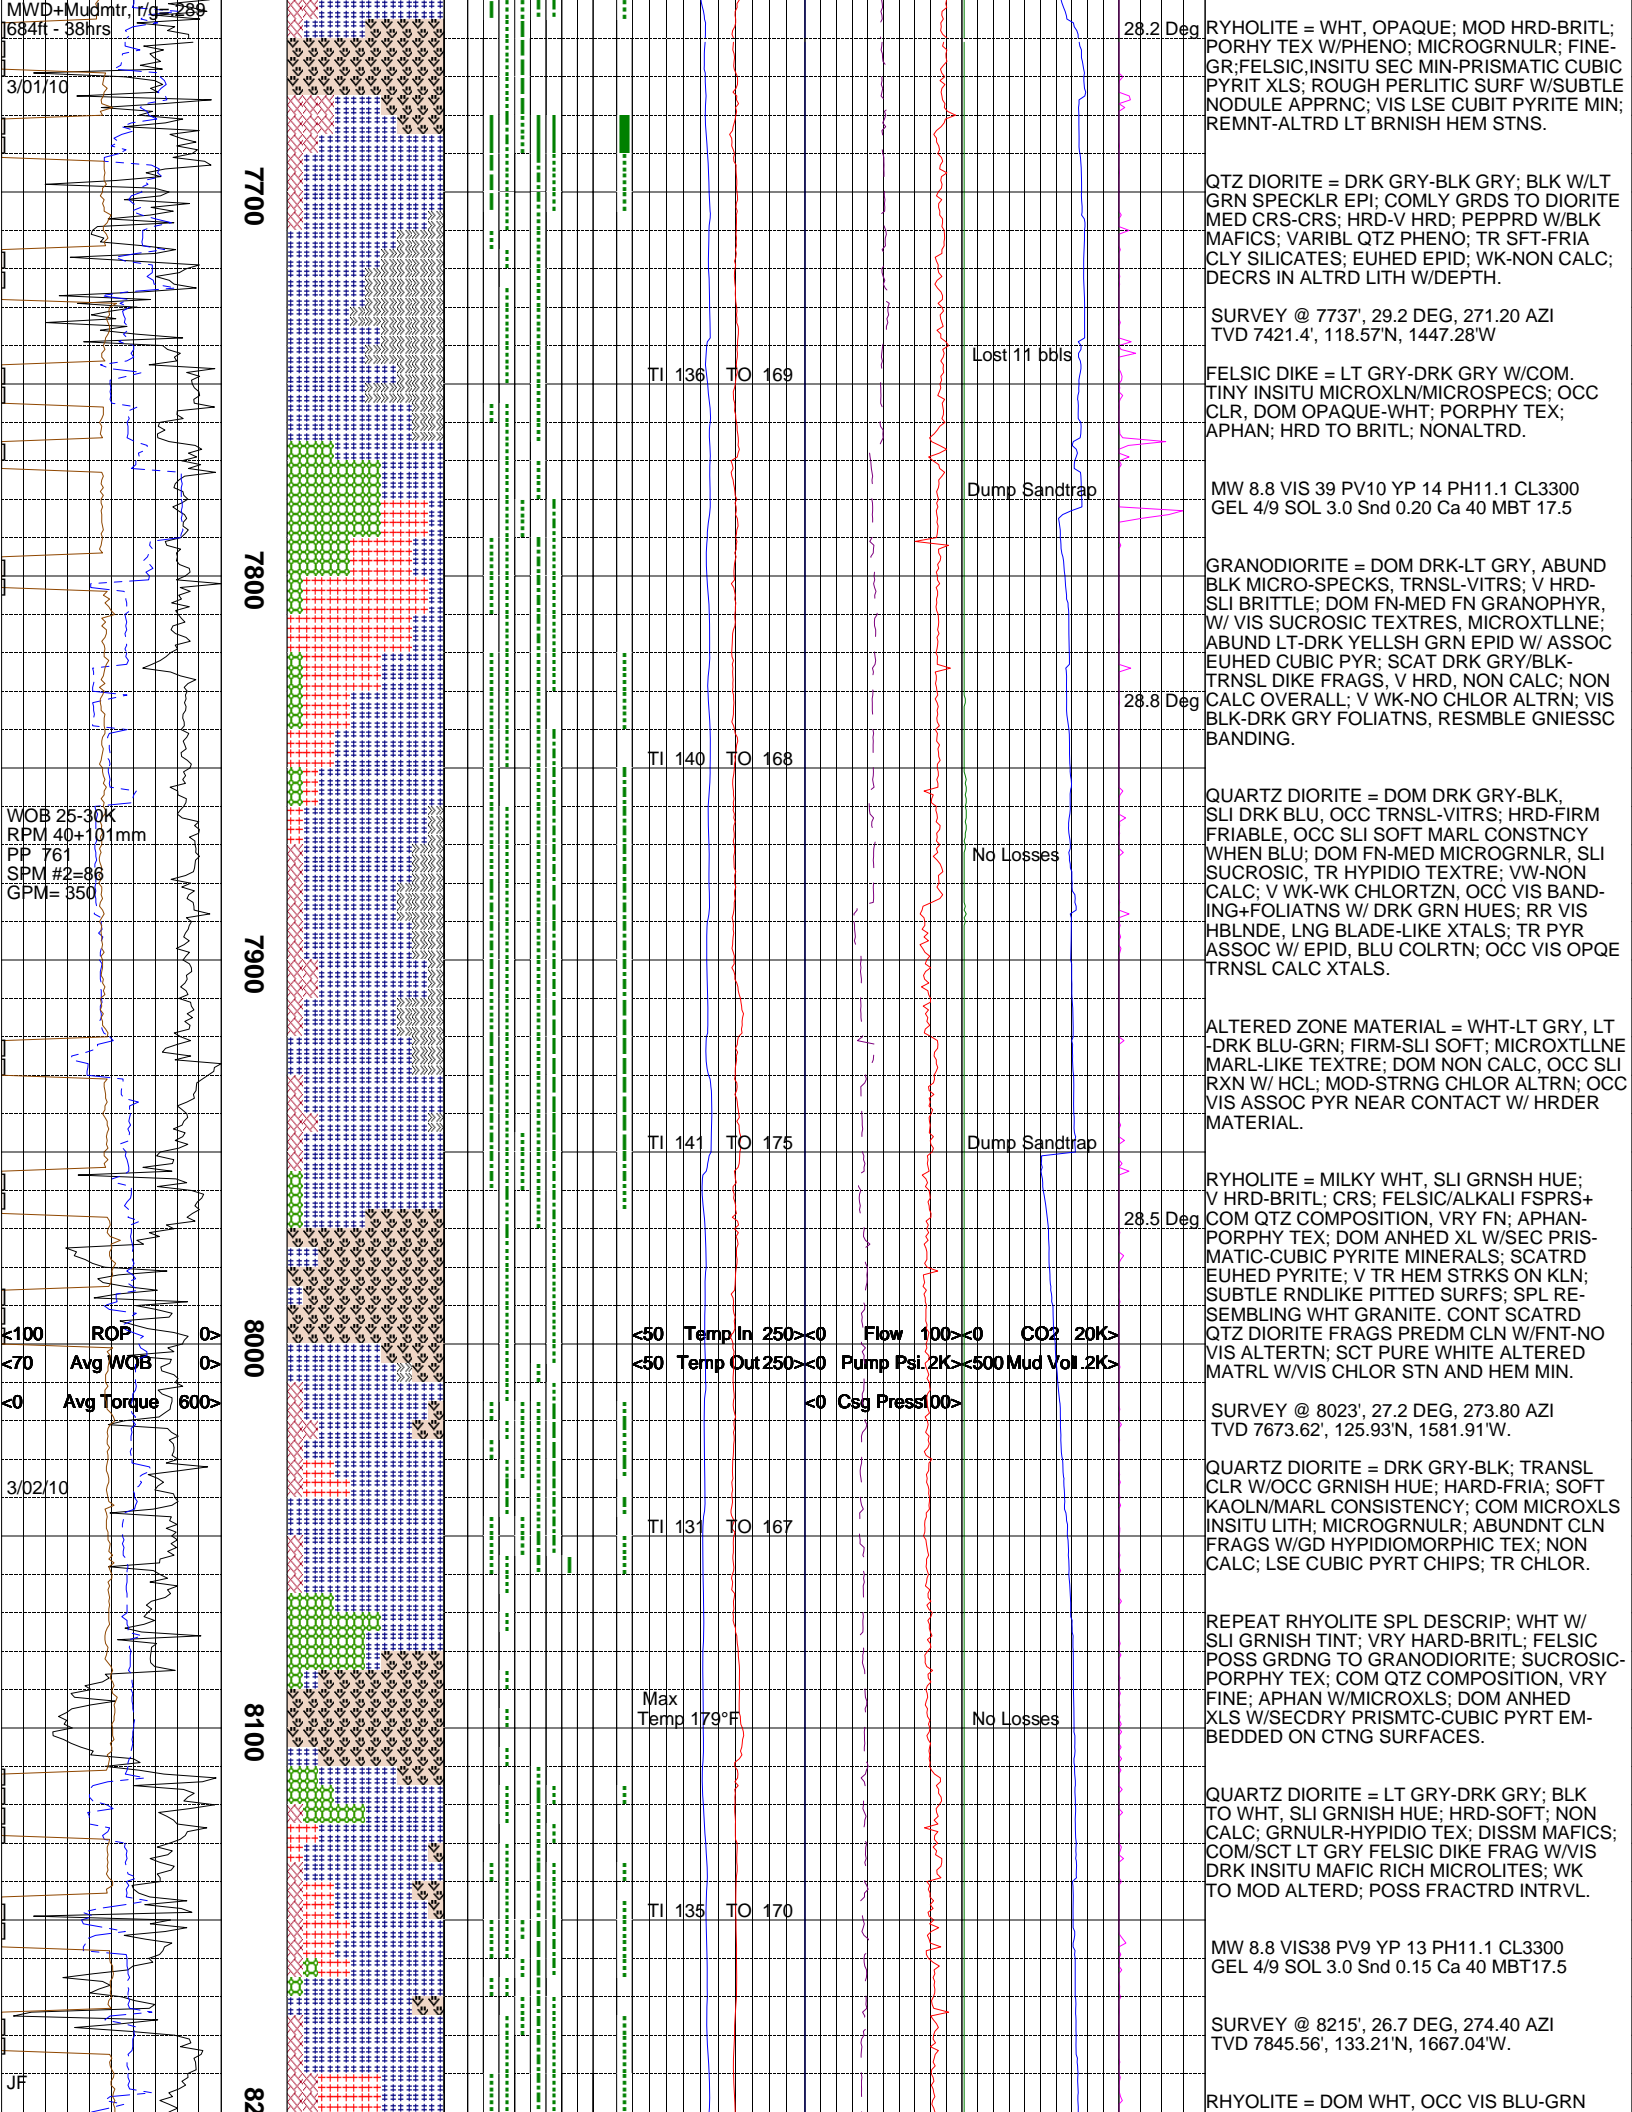 MWD+Mudmtr, r/g=.289
684ft - 38hrs
3/01/10
WOB 25-30K
RPM 40+101mm
PP 761
SPM #2=86
GPM= 350
<100 ROP 0>
<70 Avg WOB 0>
<0 Avg Torque 600>
3/02/10
JF
7700
7800
7900
8000
8100
82
TI 136 TO 169
TI 140 TO 168
TI 141 TO 175
<50 Temp In 250>
<50 Temp Out 250>
TI 131 TO 167
Max
Temp 179°F
TI 135 TO 170
<0 Flow 100>
<0 Pump Psi.2K>
<0 Csg Press100>
Lost 11 bbls
Dump Sandtrap
No Losses
Dump Sandtrap
<0 CO2 20K>
<500 Mud Vol .2K>
No Losses
28.2 Deg
28.8 Deg
28.5 Deg
RYHOLITE = WHT, OPAQUE; MOD HRD-BRITL;
PORHY TEX W/PHENO; MICROGRNULR; FINE-
GR;FELSIC,INSITU SEC MIN-PRISMATIC CUBIC
PYRIT XLS; ROUGH PERLITIC SURF W/SUBTLE
NODULE APPRNC; VIS LSE CUBIT PYRITE MIN;
REMNT-ALTRD LT BRNISH HEM STNS.
QTZ DIORITE = DRK GRY-BLK GRY; BLK W/LT
GRN SPECKLR EPI; COMLY GRDS TO DIORITE
MED CRS-CRS; HRD-V HRD; PEPPRD W/BLK
MAFICS; VARIBL QTZ PHENO; TR SFT-FRIA
CLY SILICATES; EUHED EPID; WK-NON CALC;
DECRS IN ALTRD LITH W/DEPTH.
SURVEY @ 7737', 29.2 DEG, 271.20 AZI
TVD 7421.4', 118.57'N, 1447.28'W
FELSIC DIKE = LT GRY-DRK GRY W/COM.
TINY INSITU MICROXLN/MICROSPECS; OCC
CLR, DOM OPAQUE-WHT; PORPHY TEX;
APHAN; HRD TO BRITL; NONALTRD.
MW 8.8 VIS 39 PV10 YP 14 PH11.1 CL3300
GEL 4/9 SOL 3.0 Snd 0.20 Ca 40 MBT 17.5
GRANODIORITE = DOM DRK-LT GRY, ABUND
BLK MICRO-SPECKS, TRNSL-VITRS; V HRD-
SLI BRITTLE; DOM FN-MED FN GRANOPHYR,
W/ VIS SUCROSIC TEXTRES, MICROXTLLNE;
ABUND LT-DRK YELLSH GRN EPID W/ ASSOC
EUHED CUBIC PYR; SCAT DRK GRY/BLK-
TRNSL DIKE FRAGS, V HRD, NON CALC; NON
CALC OVERALL; V WK-NO CHLOR ALTRN; VIS
BLK-DRK GRY FOLIATNS, RESMBLE GNIESSC
BANDING.
QUARTZ DIORITE = DOM DRK GRY-BLK,
SLI DRK BLU, OCC TRNSL-VITRS; HRD-FIRM
FRIABLE, OCC SLI SOFT MARL CONSTNCY
WHEN BLU; DOM FN-MED MICROGRNLR, SLI
SUCROSIC, TR HYPIDIO TEXTRE; VW-NON
CALC; V WK-WK CHLORTZN, OCC VIS BAND-
ING+FOLIATNS W/ DRK GRN HUES; RR VIS
HBLNDE, LNG BLADE-LIKE XTALS; TR PYR
ASSOC W/ EPID, BLU COLRTN; OCC VIS OPQE
TRNSL CALC XTALS.
ALTERED ZONE MATERIAL = WHT-LT GRY, LT
-DRK BLU-GRN; FIRM-SLI SOFT; MICROXTLLNE
MARL-LIKE TEXTRE; DOM NON CALC, OCC SLI
RXN W/ HCL; MOD-STRNG CHLOR ALTRN; OCC
VIS ASSOC PYR NEAR CONTACT W/ HRDER
MATERIAL.
RYHOLITE = MILKY WHT, SLI GRNSH HUE;
V HRD-BRITL; CRS; FELSIC/ALKALI FSPRS+
COM QTZ COMPOSITION, VRY FN; APHAN-
PORPHY TEX; DOM ANHED XL W/SEC PRIS-
MATIC-CUBIC PYRITE MINERALS; SCATRD
EUHED PYRITE; V TR HEM STRKS ON KLN;
SUBTLE RNDLIKE PITTED SURFS; SPL RE-
SEMBLING WHT GRANITE. CONT SCATRD
QTZ DIORITE FRAGS PREDM CLN W/FNT-NO
VIS ALTERTN; SCT PURE WHITE ALTERED
MATRL W/VIS CHLOR STN AND HEM MIN.
SURVEY @ 8023', 27.2 DEG, 273.80 AZI
TVD 7673.62', 125.93'N, 1581.91'W.
QUARTZ DIORITE = DRK GRY-BLK; TRANSL
CLR W/OCC GRNISH HUE; HARD-FRIA; SOFT
KAOLN/MARL CONSISTENCY; COM MICROXLS
INSITU LITH; MICROGRNULR; ABUNDNT CLN
FRAGS W/GD HYPIDIOMORPHIC TEX; NON
CALC; LSE CUBIC PYRT CHIPS; TR CHLOR.
REPEAT RHYOLITE SPL DESCRIP; WHT W/
SLI GRNISH TINT; VRY HARD-BRITL; FELSIC
POSS GRDNG TO GRANODIORITE; SUCROSIC-
PORPHY TEX; COM QTZ COMPOSITION, VRY
FINE; APHAN W/MICROXLS; DOM ANHED
XLS W/SECDRY PRISMTC-CUBIC PYRT EM-
BEDDED ON CTNG SURFACES.
QUARTZ DIORITE = LT GRY-DRK GRY; BLK
TO WHT, SLI GRNISH HUE; HRD-SOFT; NON
CALC; GRNULR-HYPIDIO TEX; DISSM MAFICS;
COM/SCT LT GRY FELSIC DIKE FRAG W/VIS
DRK INSITU MAFIC RICH MICROLITES; WK
TO MOD ALTERD; POSS FRACTRD INTRVL.
MW 8.8 VIS38 PV9 YP 13 PH11.1 CL3300
GEL 4/9 SOL 3.0 Snd 0.15 Ca 40 MBT17.5
SURVEY @ 8215', 26.7 DEG, 274.40 AZI
TVD 7845.56', 133.21'N, 1667.04'W.
RHYOLITE = DOM WHT, OCC VIS BLU-GRN